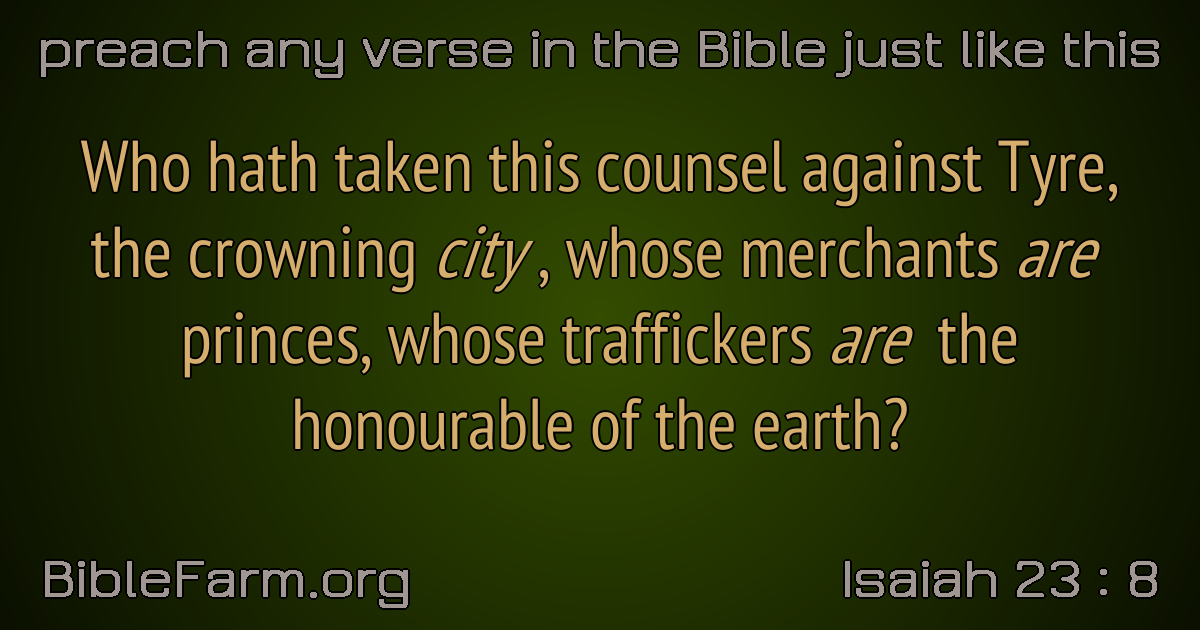 preach any verse in the Bible just like this
Who hath taken this counsel against Tyre,
the crowning city , whose merchants are
princes, whose traffickers are the
honourable of the earth?
BibleFarm.org
Isaiah 23 : 8